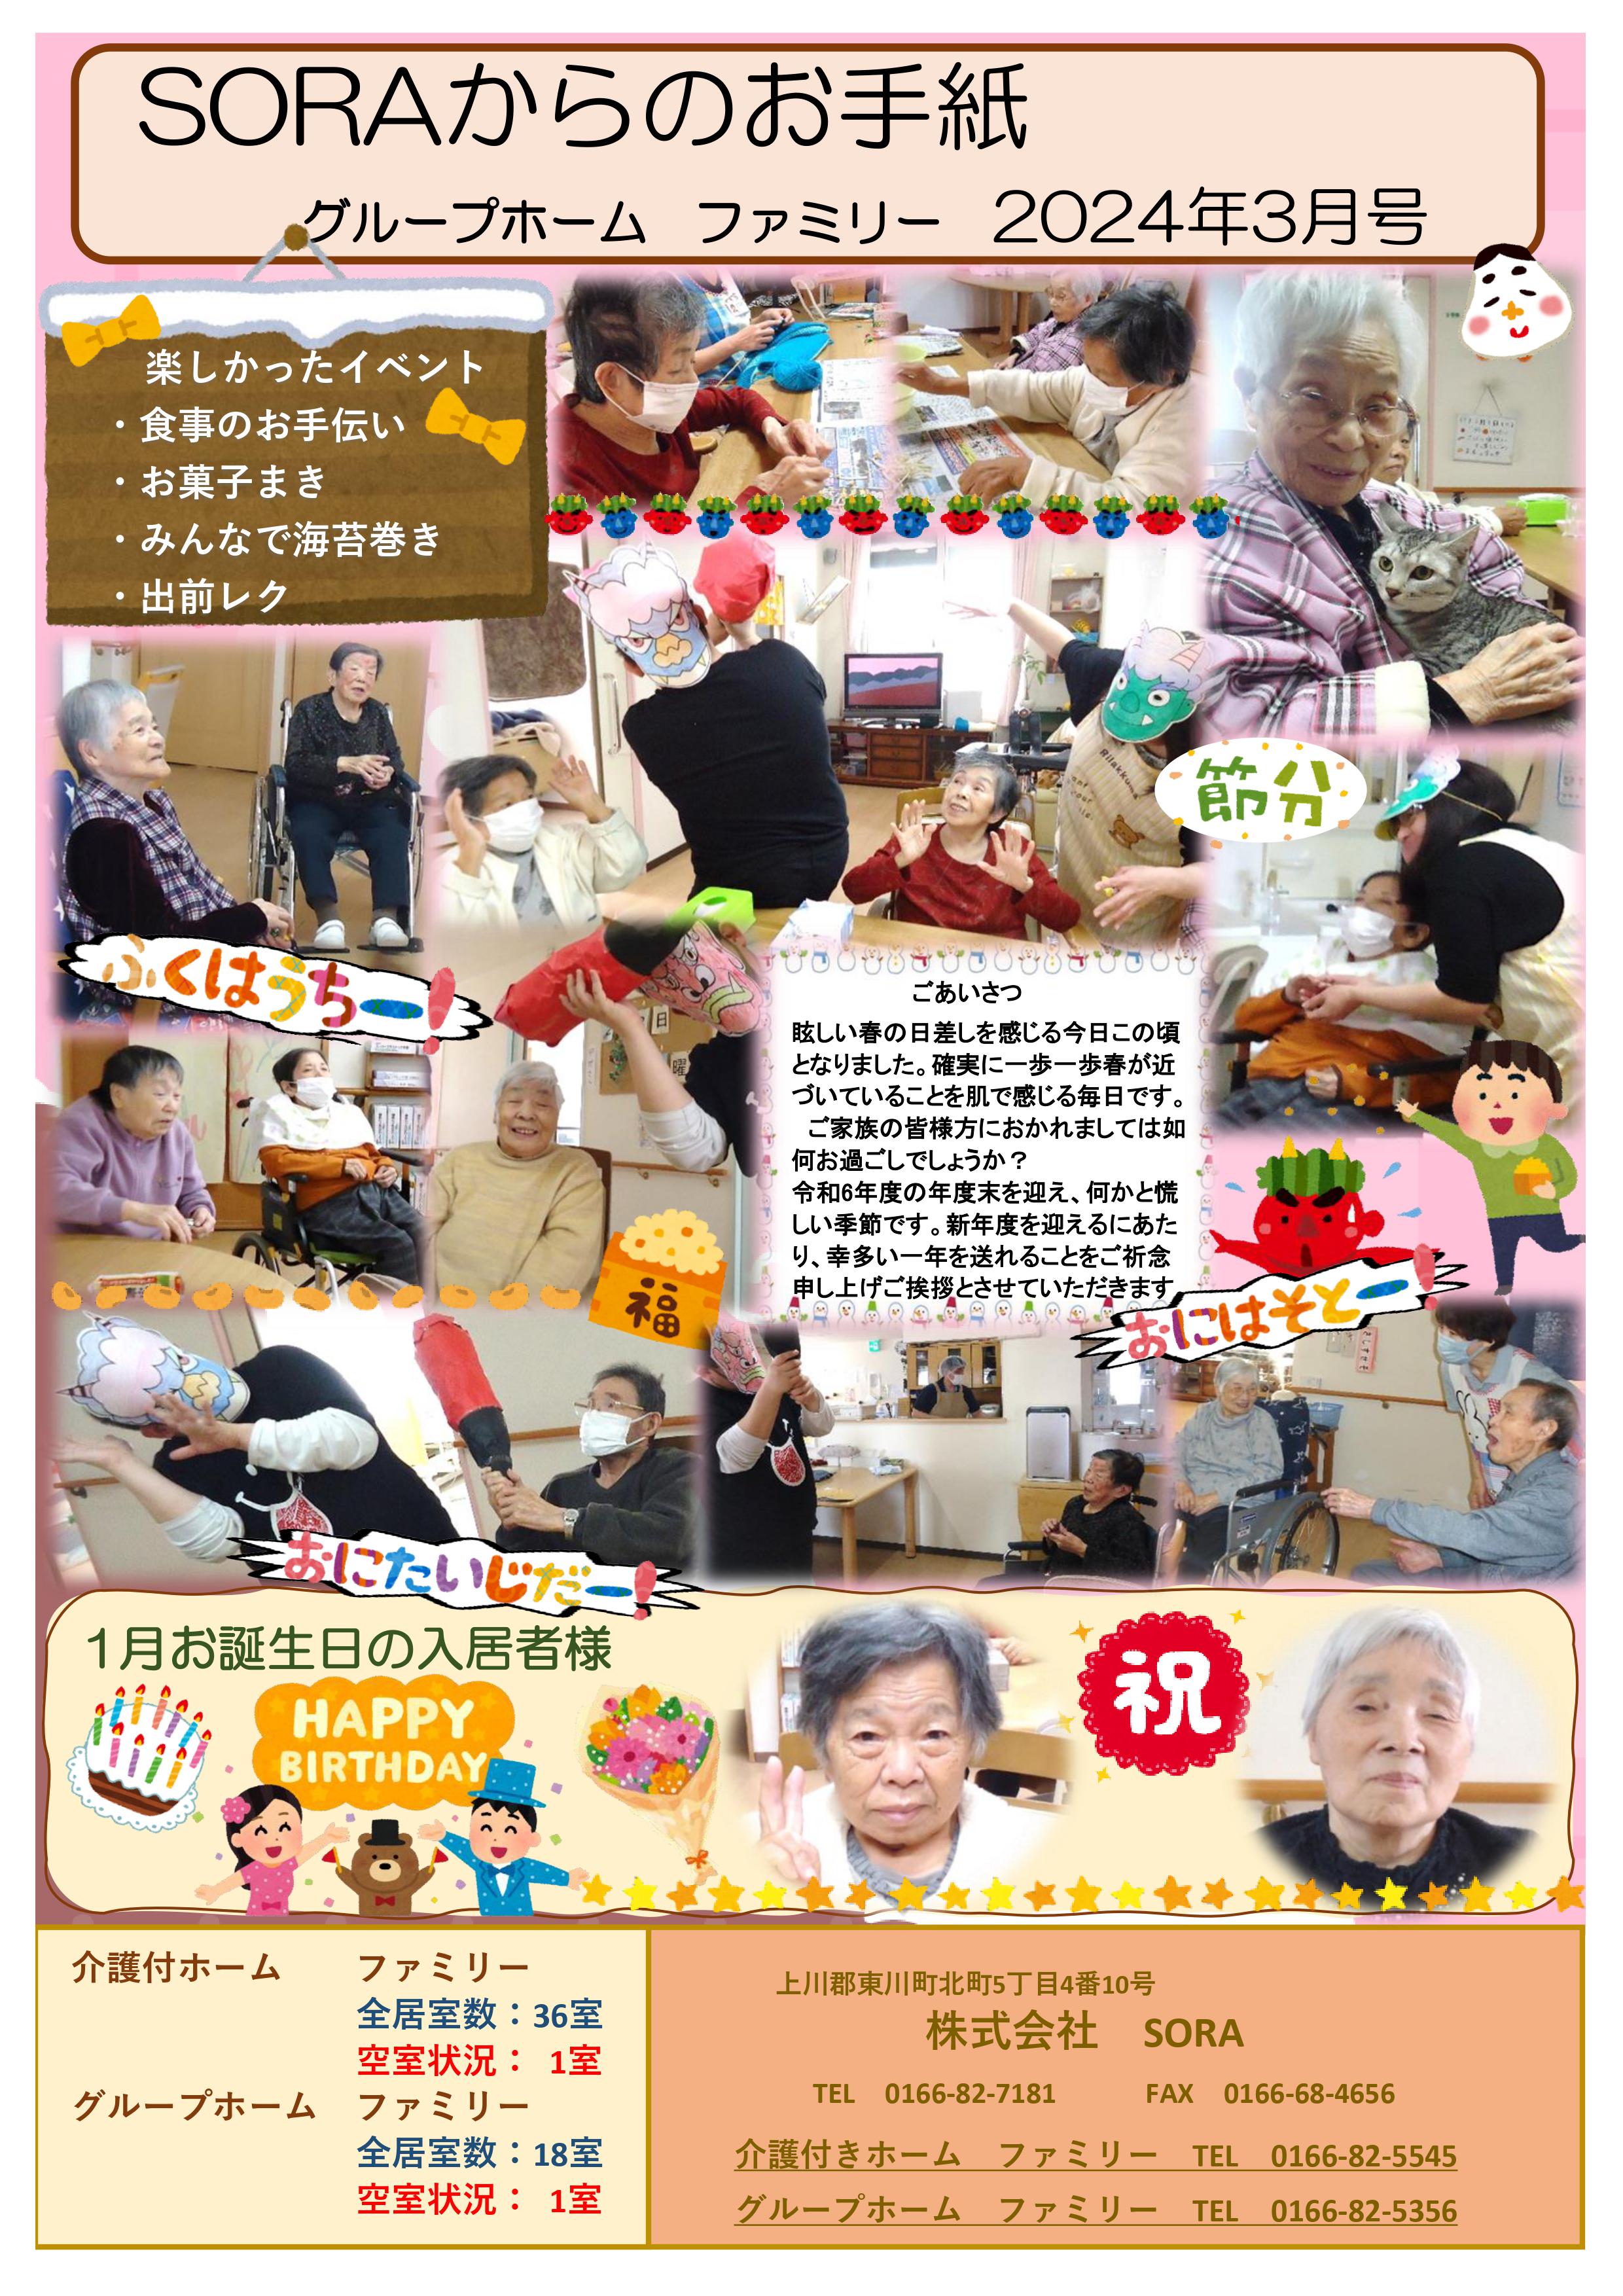 SORAからのお手紙
グループホーム　ファミリー　2024年3月号
楽しかったイベント
・食事のお手伝い
・お菓子まき
・みんなで海苔巻き
・出前レク
節分
ふくはうちー!
ごあいさつ
眩しい春の日差しを感じる今日この頃
となりました。確実に一歩一歩春が近
づいていることを肌で感じる毎日です。
ご家族の皆様方におかれましては如
何お過ごしでしょうか？
令和6年度の年度末を迎え、何かと慌
しい季節です。新年度を迎えるにあた
り、幸多い一年を送れることをご祈念
申し上げご挨拶とさせていただきます
福
おにはそとー!
おにたいじだー!
1月お誕生日の入居者様
HAPPY
BIRTHDAY
祝
介護付ホーム　ファミリー
全居室数：36室
空室状況： 1室
グループホーム　ファミリー
全居室数：18室
空室状況： 1室
上川郡東川町北町5丁目4番10号
株式会社　SORA
TEL　0166-82-7181　FAX　0166-68-4656
介護付きホーム　ファミリー　TEL　0166-82-5545
グループホーム　ファミリー　TEL　0166-82-5356